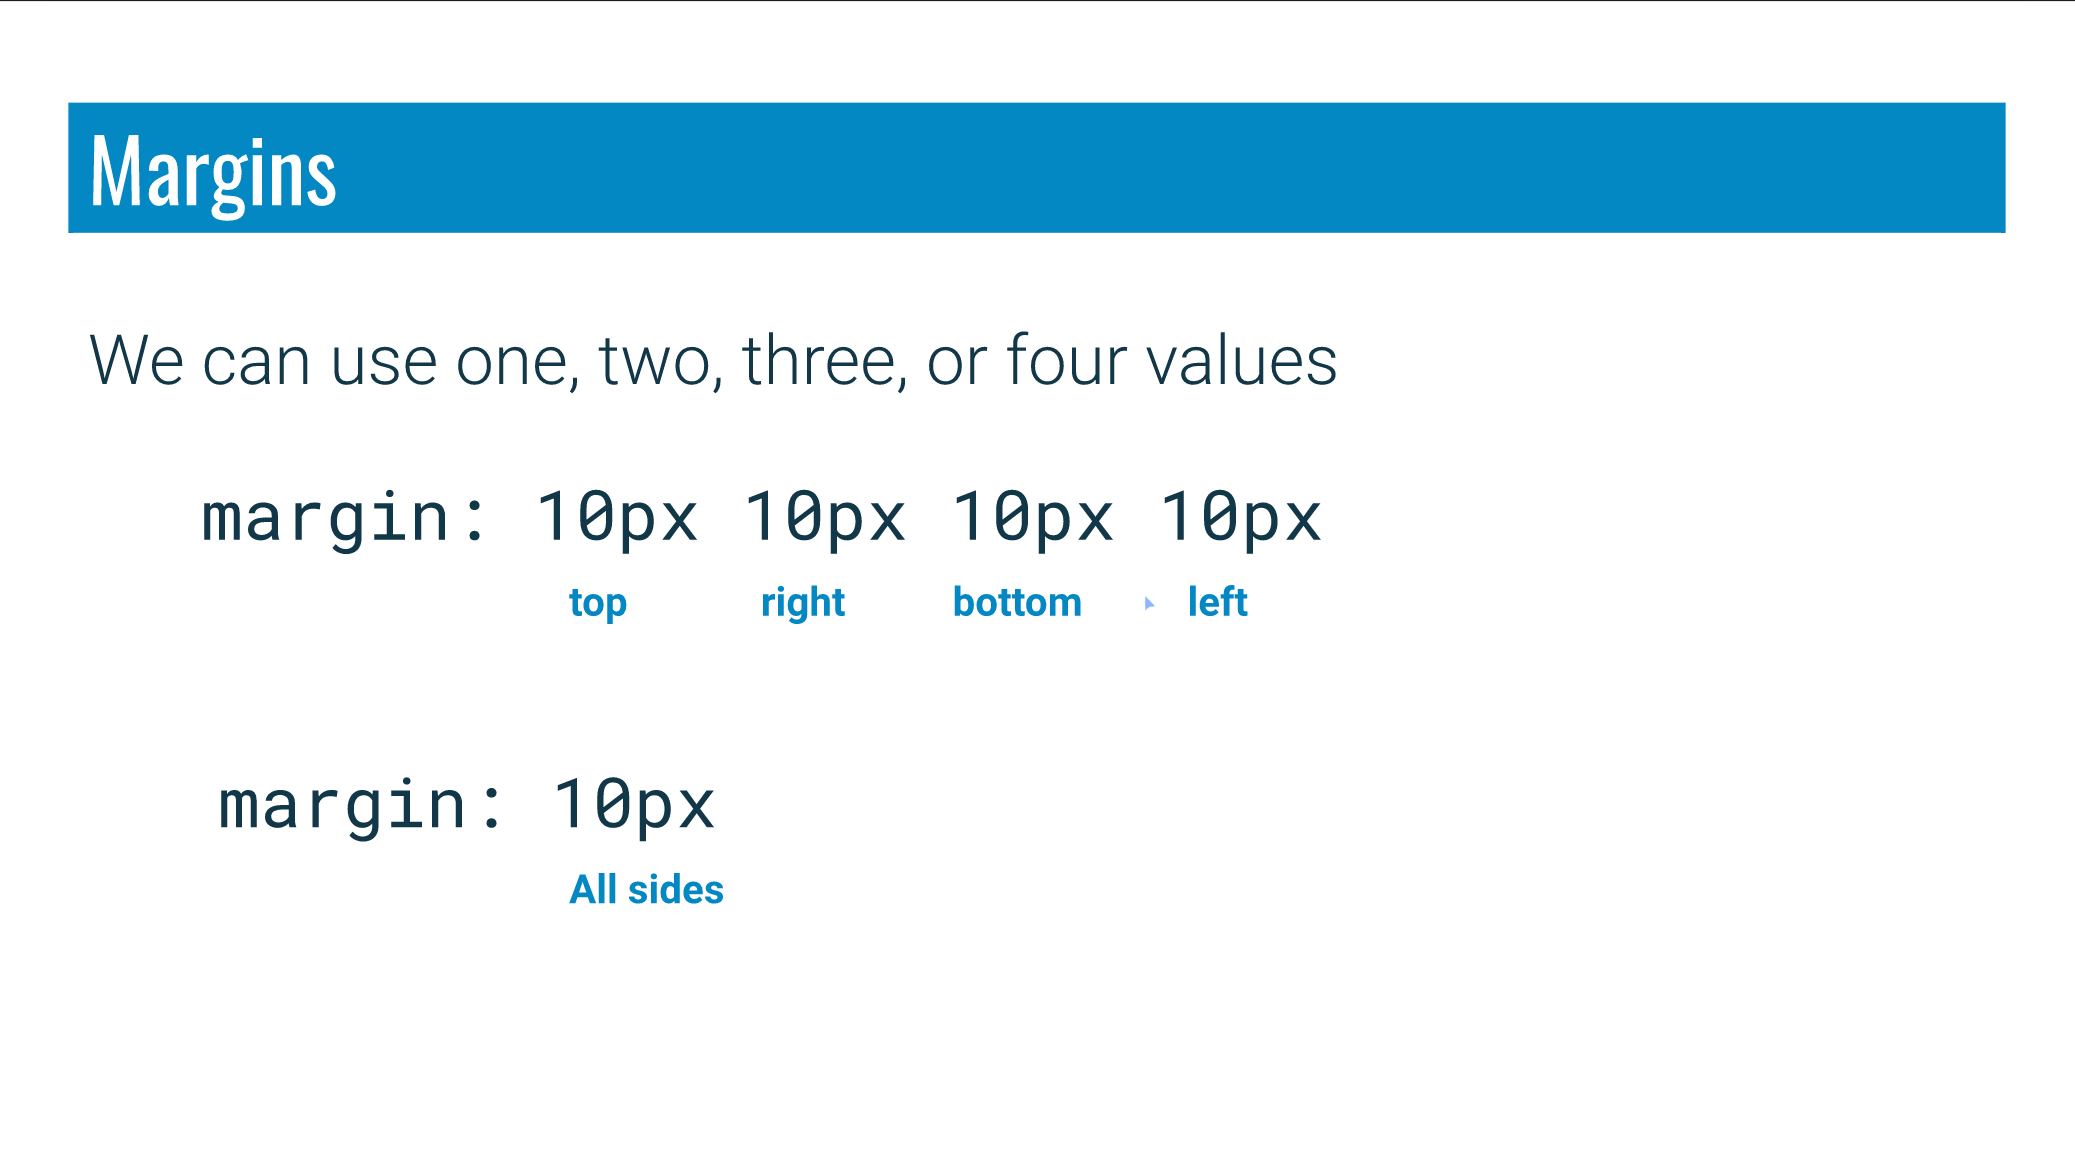 Margins
We can use one, two, three, or four values
margin: 10px 10px 10px 10px
top right bottom left
margin: 10px
All sides